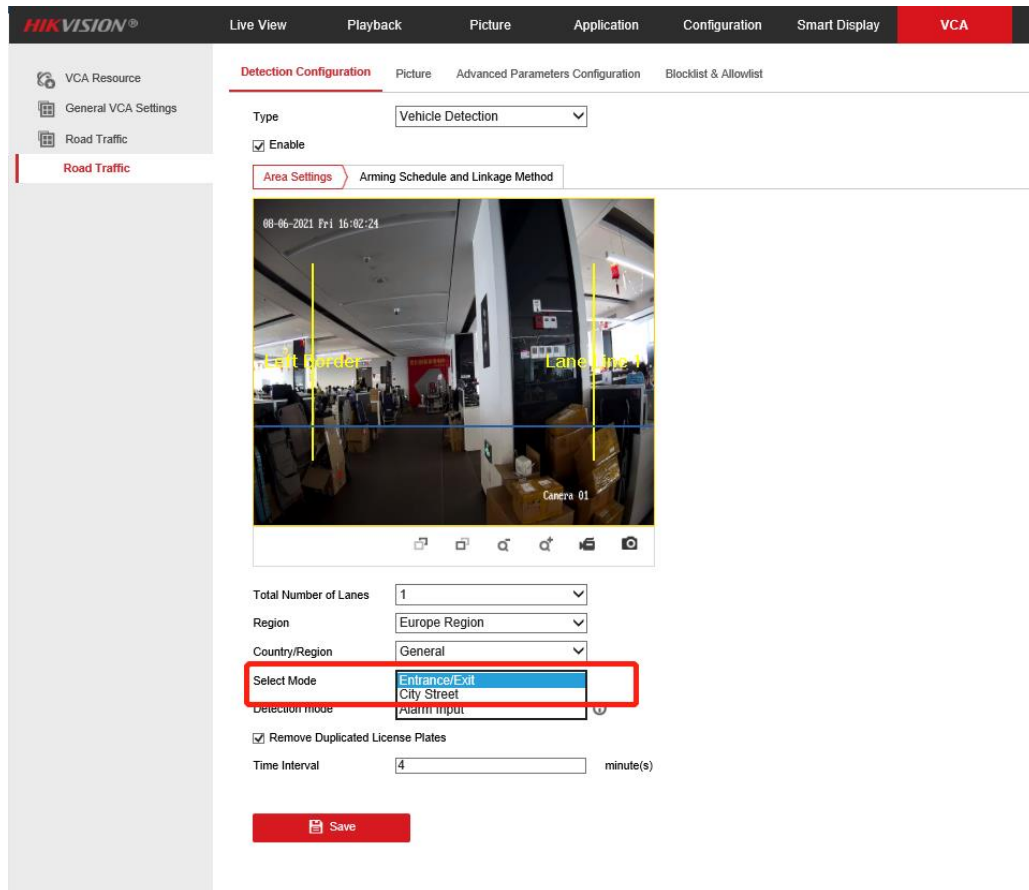 HIKVISION®
Live View Playback Picture Application Configuration Smart Display VCA
VCA Resource
General VCA Settings
Road Traffic
Road Traffic
Detection Configuration Picture Advanced Parameters Configuration Blocklist & Allowlist
Type Vehicle Detection
Enable
Area Settings Arming Schedule and Linkage Method
08-06-2021 Fri 16:02:24
Left Border Lane Line 1
Camera 01
Total Number of Lanes 1
Region Europe Region
Country/Region General
Select Mode Entrance/Exit
City Street
Detection mode Alarm Input
Remove Duplicated License Plates
Time Interval 4 minute(s)
Save